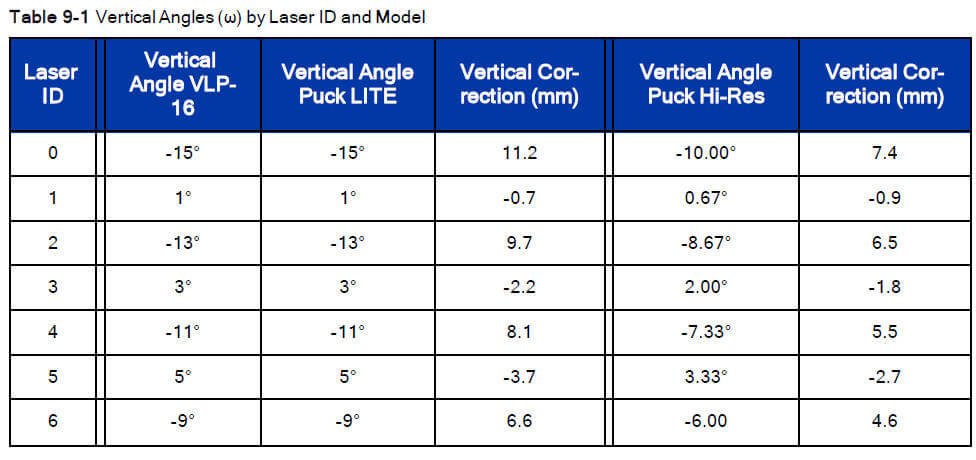 Table 9-1 Vertical Angles (ω) by Laser ID and Model
Laser ID | Vertical Angle VLP-16 | Vertical Angle Puck LITE | Vertical Cor-rection (mm) | Vertical Angle Puck Hi-Res | Vertical Cor-rection (mm)
0 | -15° | -15° | 11.2 | -10.00° | 7.4
1 | 1° | 1° | -0.7 | 0.67° | -0.9
2 | -13° | -13° | 9.7 | -8.67° | 6.5
3 | 3° | 3° | -2.2 | 2.00° | -1.8
4 | -11° | -11° | 8.1 | -7.33° | 5.5
5 | 5° | 5° | -3.7 | 3.33° | -2.7
6 | -9° | -9° | 6.6 | -6.00 | 4.6